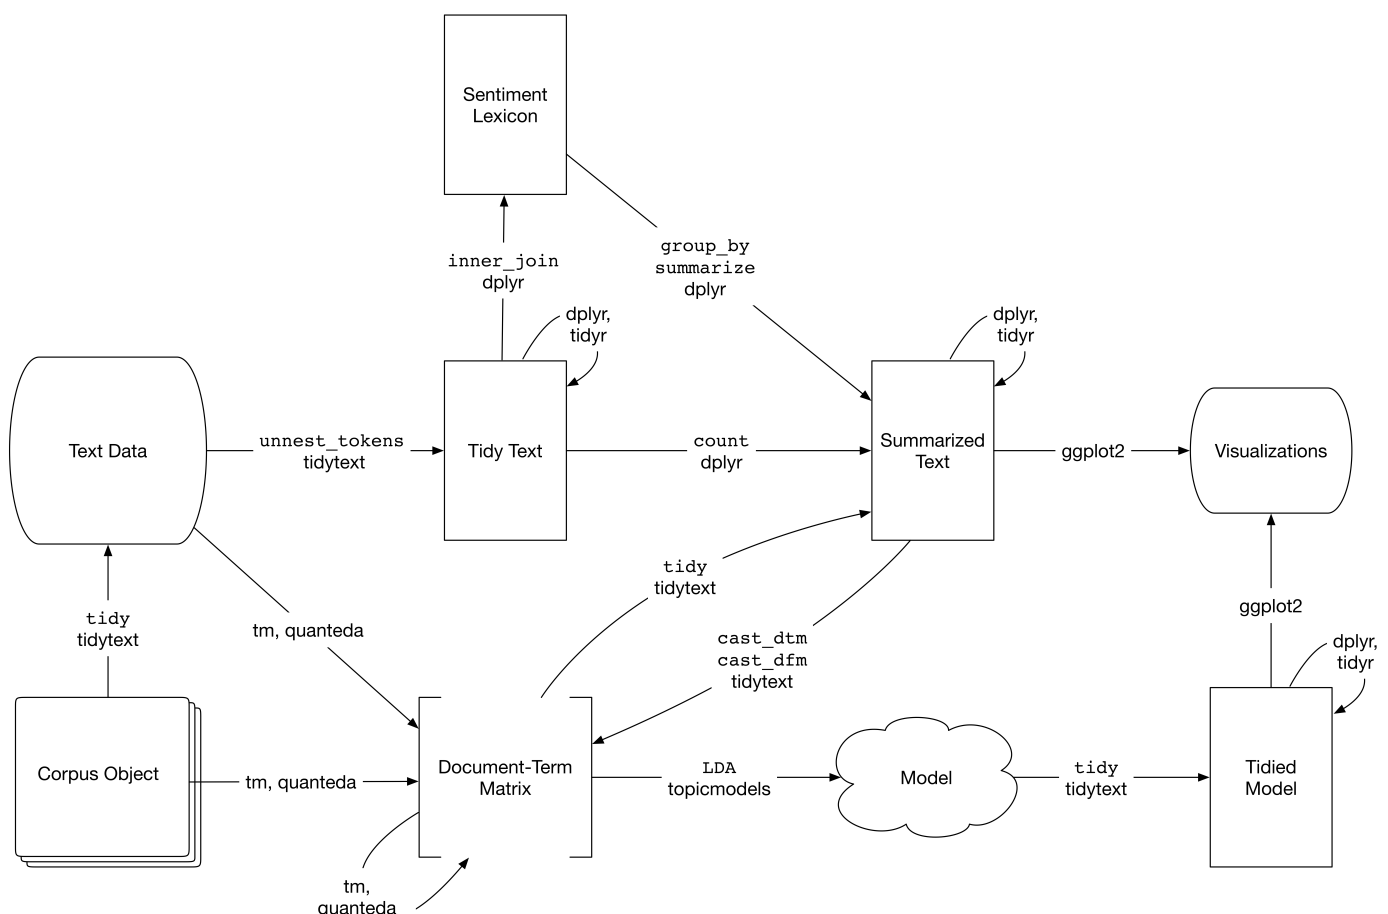 Sentiment
Lexicon
inner_join
dplyr
group_by
summarize
dplyr
dplyr,
tidyr
dplyr,
tidyr
Text Data
unnest_tokens
tidytext
Tidy Text
count
dplyr
Summarized
Text
ggplot2
Visualizations
tidy
tidytext
tm, quanteda
tidy
tidytext
cast_dtm
cast_dfm
tidytext
ggplot2
dplyr,
tidyr
Corpus Object
tm, quanteda
Document-Term
Matrix
LDA
topicmodels
Model
tidy
tidytext
Tidied
Model
tm,
quanteda